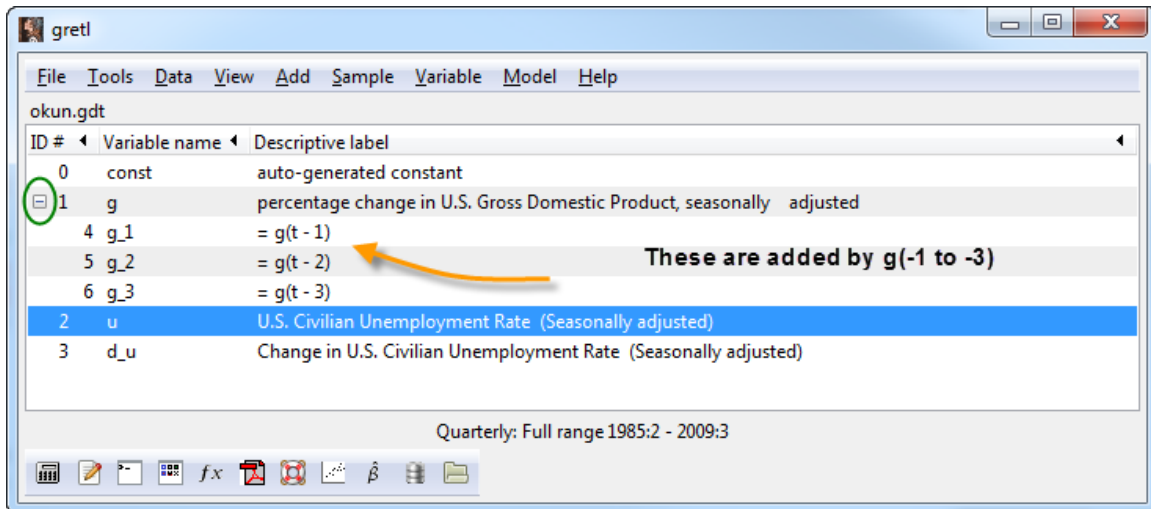 gretl
File Tools Data View Add Sample Variable Model Help
okun.gdt
ID # Variable name Descriptive label
0 const auto-generated constant
1 g percentage change in U.S. Gross Domestic Product, seasonally adjusted
4 g_1 = g(t - 1)
These are added by g(-1 to -3)
5 g_2 = g(t - 2)
6 g_3 = g(t - 3)
2 u U.S. Civilian Unemployment Rate (Seasonally adjusted)
3 d_u Change in U.S. Civilian Unemployment Rate (Seasonally adjusted)
Quarterly: Full range 1985:2 - 2009:3
fx β̂